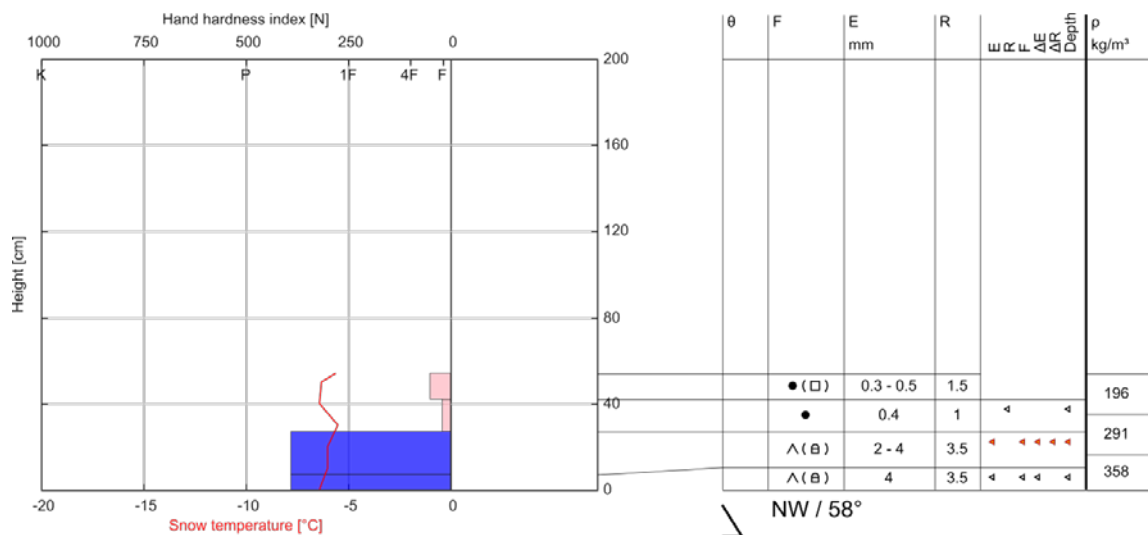 Hand hardness index [N]
1000 750 500 250 0
K P 1F 4F F
Height [cm]
200
160
120
80
40
0
-20 -15 -10 -5 0
Snow temperature [°C]
θ F E R E R F ΔE ΔR Depth ρ
mm kg/m³
●(□) 0.3 - 0.5 1.5 196
● 0.4 1
291
∧( ) 2 - 4 3.5
358
∧( ) 4 3.5
NW / 58°